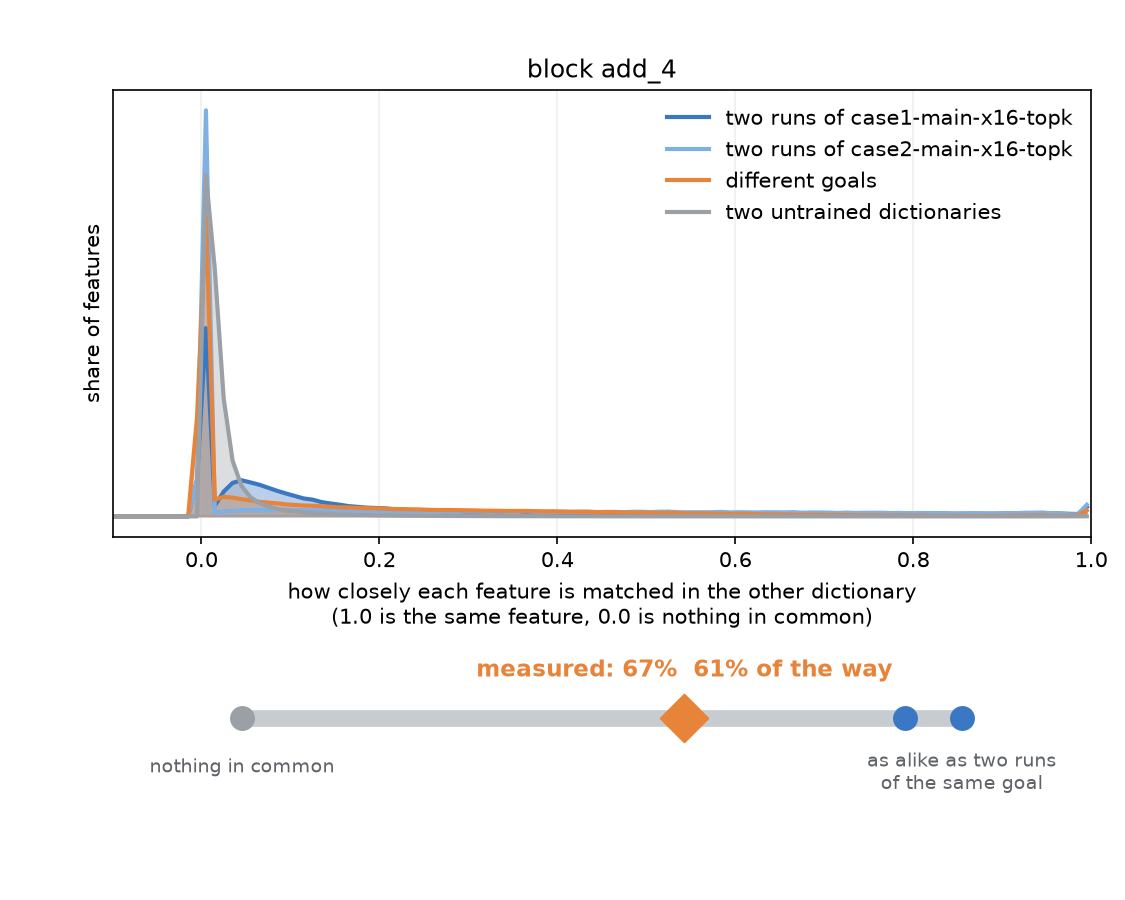 block add_4
two runs of case1-main-x16-topk
two runs of case2-main-x16-topk
different goals
two untrained dictionaries
share of features
0.0 0.2 0.4 0.6 0.8 1.0
how closely each feature is matched in the other dictionary
(1.0 is the same feature, 0.0 is nothing in common)
measured: 67%  61% of the way
nothing in common
as alike as two runs
of the same goal